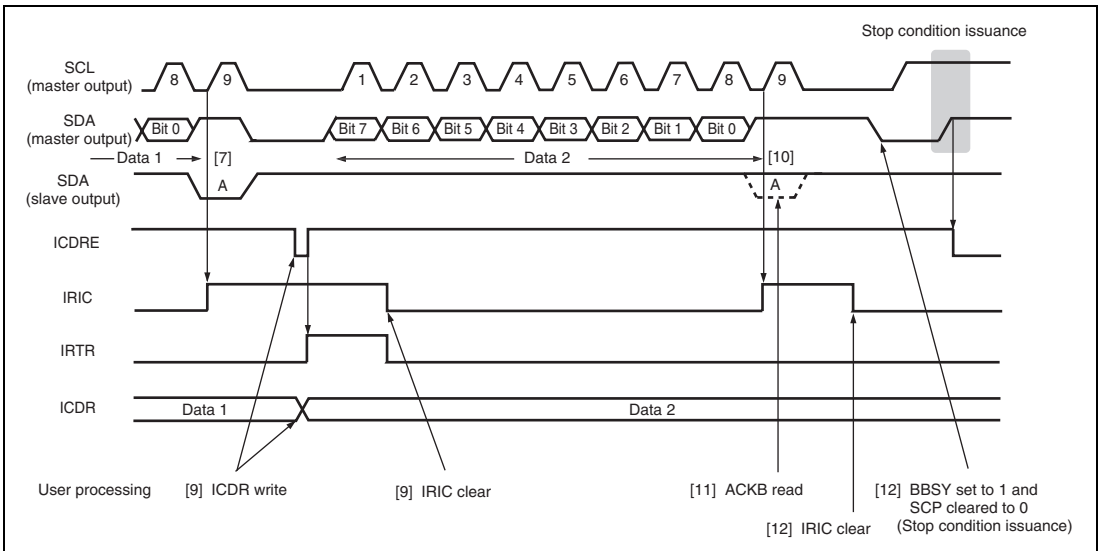 Stop condition issuance
SCL
(master output)
8 9 1 2 3 4 5 6 7 8 9
SDA
(master output)
Bit 0 Bit 7 Bit 6 Bit 5 Bit 4 Bit 3 Bit 2 Bit 1 Bit 0
Data 1 [7] Data 2 [10]
SDA
(slave output)
A A
ICDRE
IRIC
IRTR
ICDR
Data 1 Data 2
User processing [9] ICDR write [9] IRIC clear [11] ACKB read [12] BBSY set to 1 and
SCP cleared to 0
(Stop condition issuance)
[12] IRIC clear